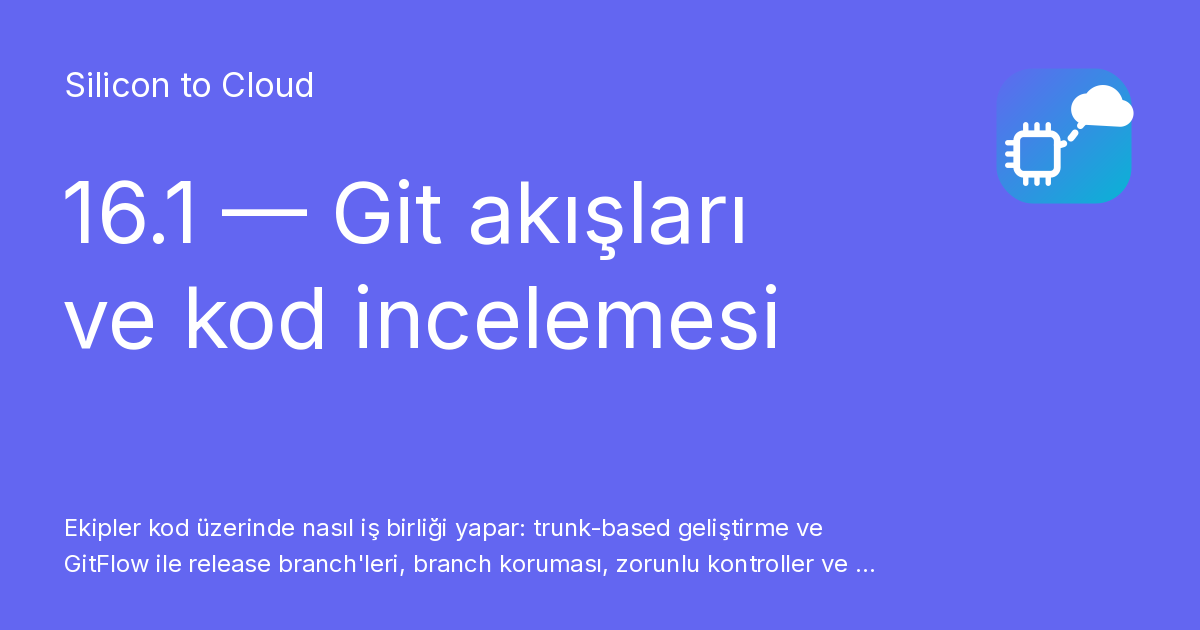 Silicon to Cloud
16.1 — Git akışları
ve kod incelemesi
Ekipler kod üzerinde nasıl iş birliği yapar: trunk-based geliştirme ve
GitFlow ile release branch'leri, branch koruması, zorunlu kontroller ve ...